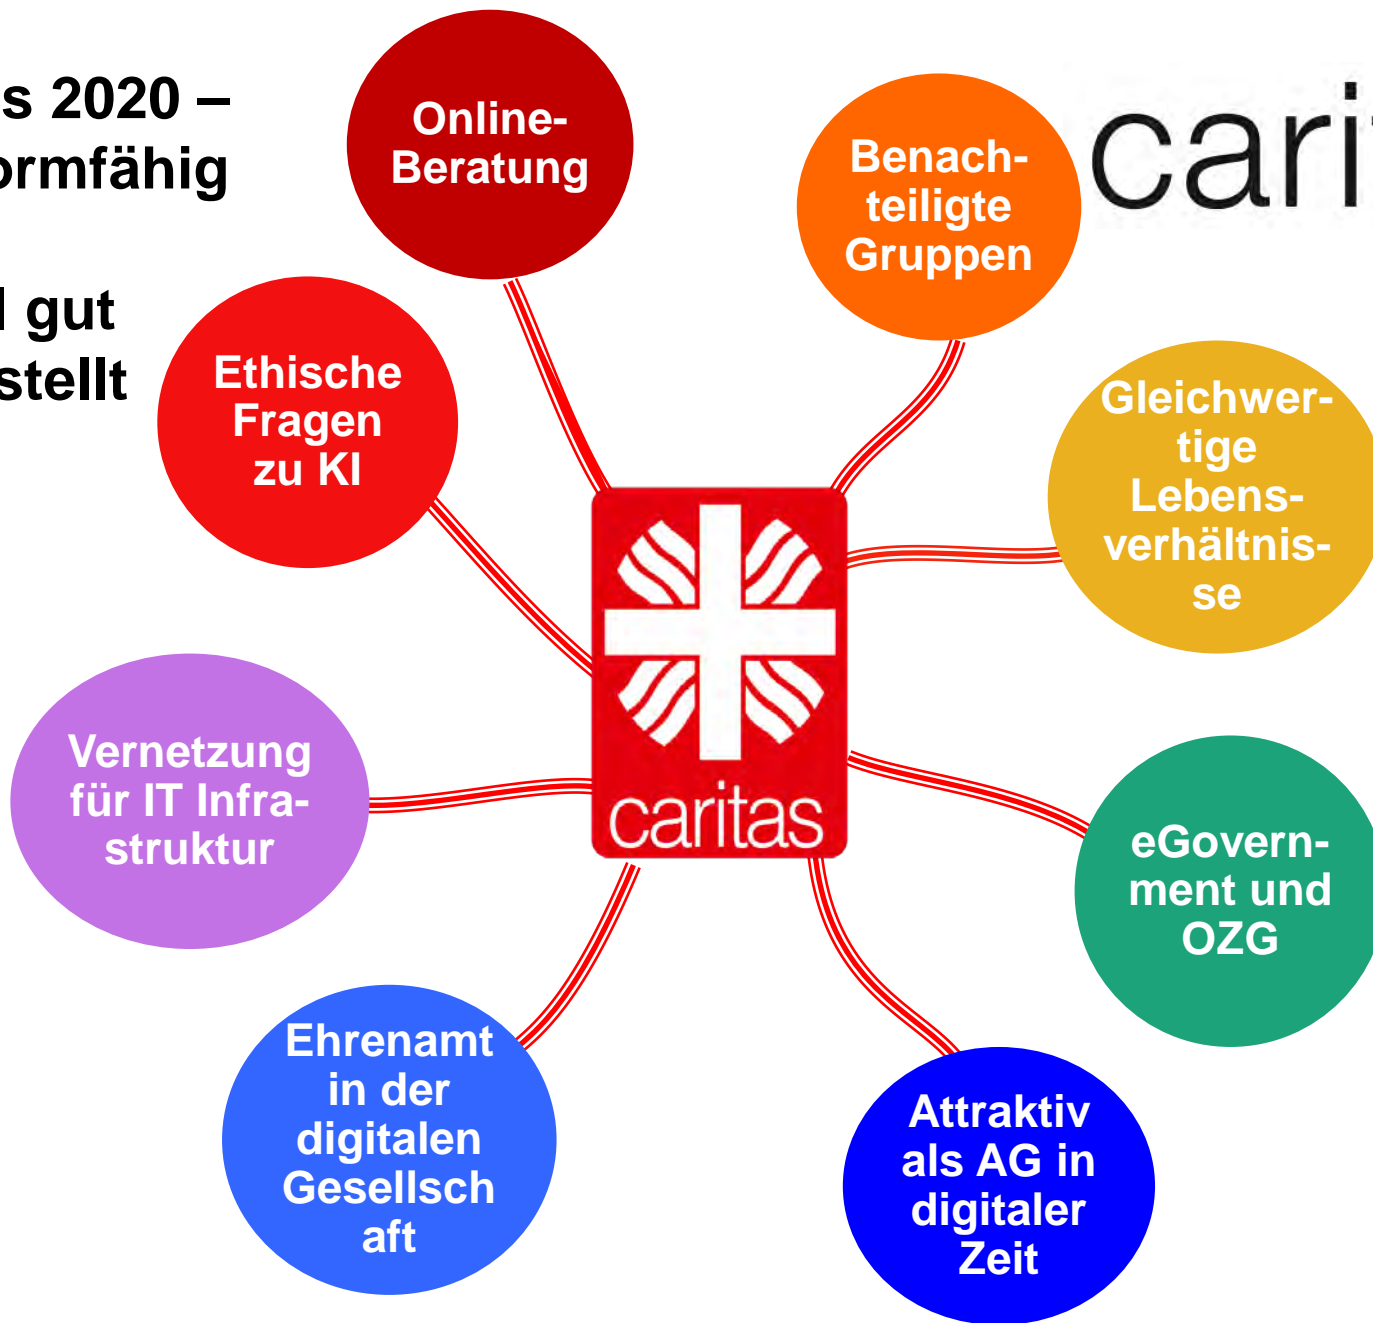 s 2020 –
ormfähig
gut
stellt
Online-
Beratung
Benach-
teiligte
Gruppen
cari
Ethische
Fragen
zu KI
Gleichwer-
tige
Lebens-
verhältnis-
se
caritas
Vernetzung
für IT Infra-
struktur
eGovern-
ment und
OZG
Ehrenamt
in der
digitalen
Gesellsch
aft
Attraktiv
als AG in
digitaler
Zeit